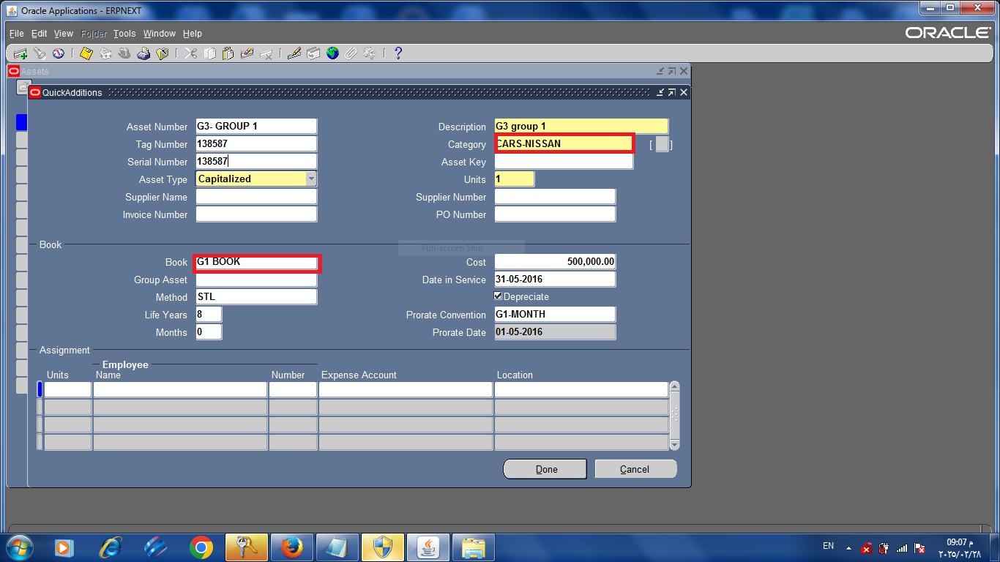 Oracle Applications - ERPNEXT
File Edit View Folder Tools Window Help
ORACLE
Assets
QuickAdditions
Asset Number G3- GROUP 1 Description G3 group 1
Tag Number 138587 Category CARS-NISSAN [ ]
Serial Number 138587 Asset Key
Asset Type Capitalized Units 1
Supplier Name Supplier Number
Invoice Number PO Number
Book Full-screen Snip
Book G1 BOOK Cost 500,000.00
Group Asset Date in Service 31-05-2016
Method STL Depreciate
Life Years 8 Prorate Convention G1-MONTH
Months 0 Prorate Date 01-05-2016
Assignment
Employee
Units Name Number Expense Account Location
Done Cancel
EN 09:07 م
٢٠٢٥/٠٢/٢٨